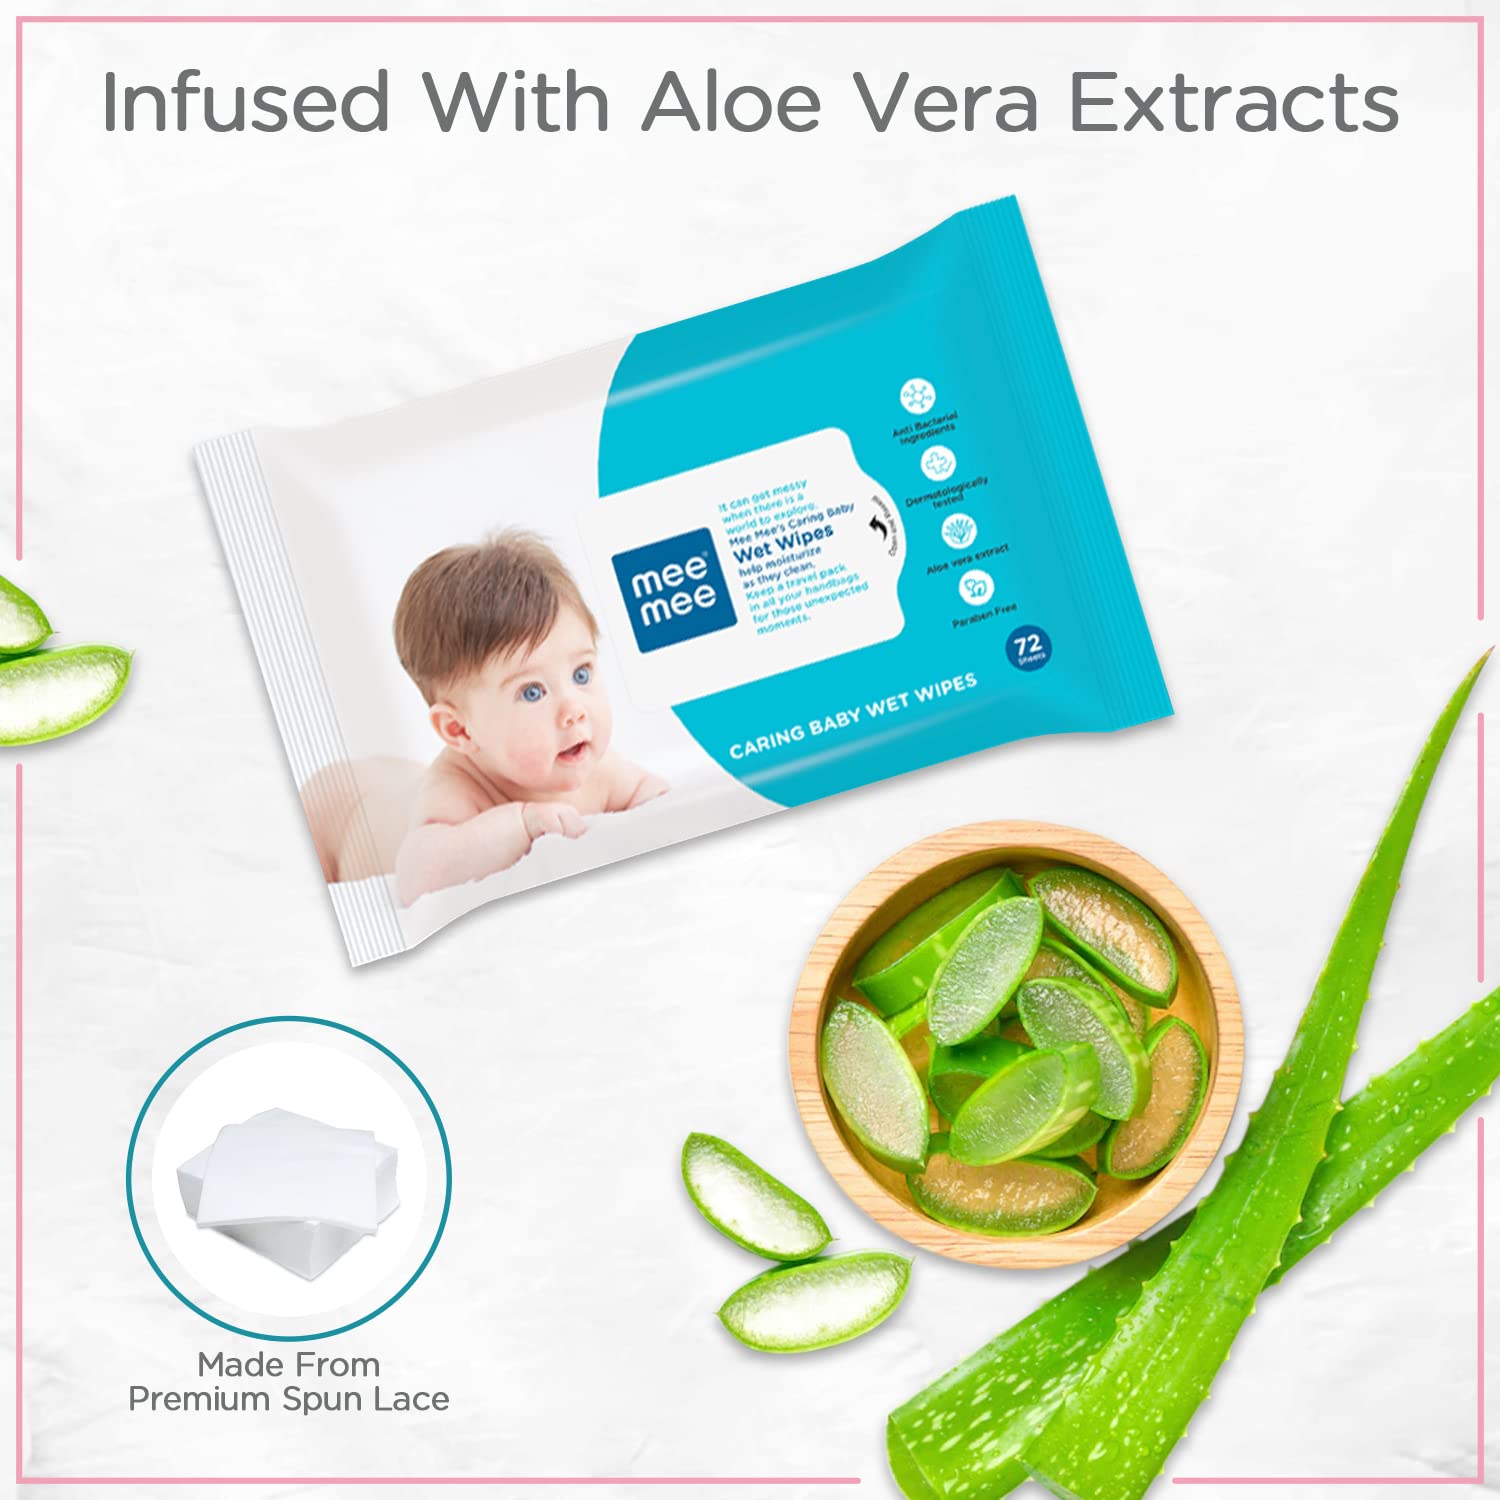 Infused With Aloe Vera Extracts
Anti Bacterial
Ingredients
Dermatologically
tested
Aloe vera extract
Paraben Free
72
Sheets
mee
mee
It can get messy
when there is a
world to explore.
Mee Mee's Caring Baby
Wet Wipes
help moisturize
as they clean.
Keep a travel pack
in all your handbags
for those unexpected
moments.
CARING BABY WET WIPES
Made From
Premium Spun Lace